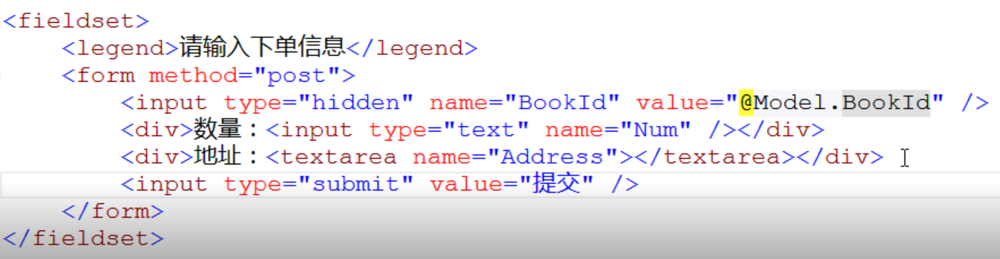 <fieldset>
<legend>请输入下单信息</legend>
<form method="post">
<input type="hidden" name="BookId" value="@Model.BookId" />
<div>数量：<input type="text" name="Num" /></div>
<div>地址：<textarea name="Address"></textarea></div>
<input type="submit" value="提交" />
</form>
</fieldset>